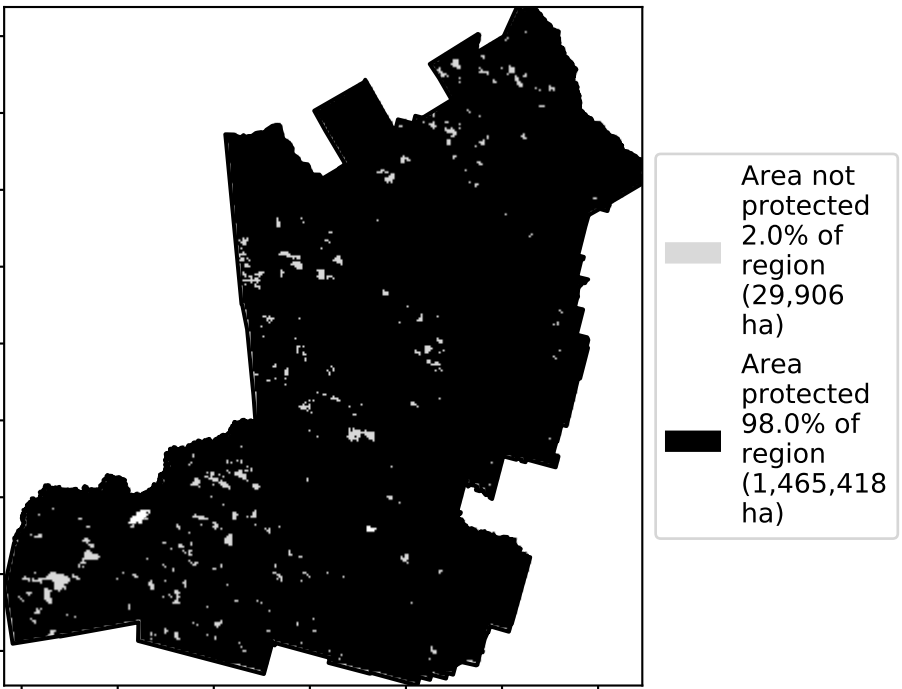 Area not
protected
2.0% of
region
(29,906
ha)
Area
protected
98.0% of
region
(1,465,418
ha)